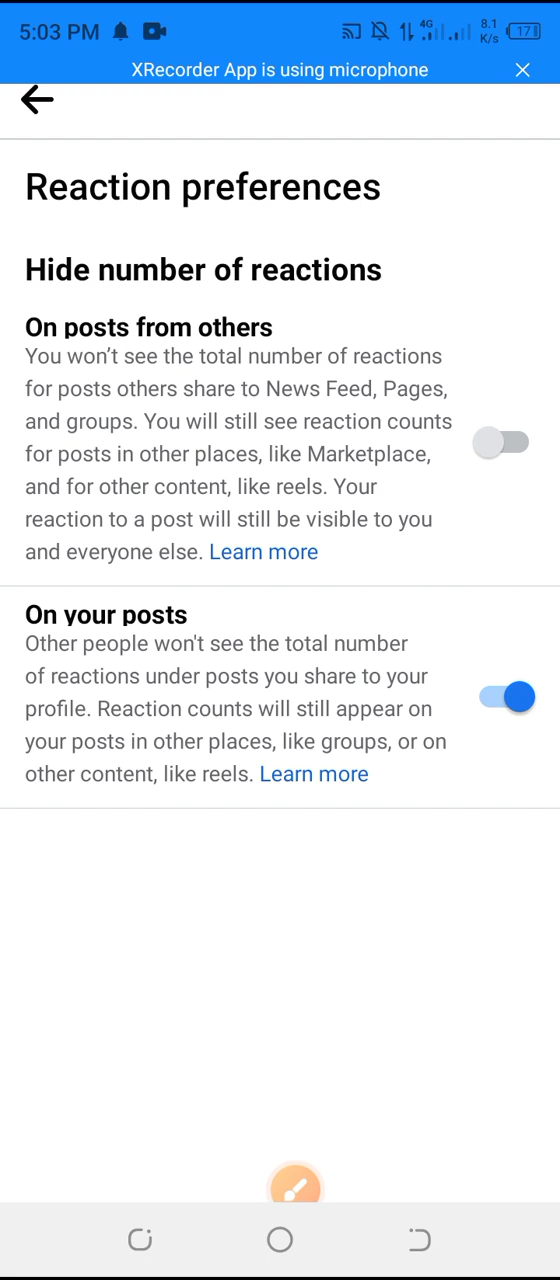 5:03 PM
4G
8.1
K/s
17
XRecorder App is using microphone
Reaction preferences
Hide number of reactions
On posts from others
You won’t see the total number of reactions
for posts others share to News Feed, Pages,
and groups. You will still see reaction counts
for posts in other places, like Marketplace,
and for other content, like reels. Your
reaction to a post will still be visible to you
and everyone else. Learn more
On your posts
Other people won't see the total number
of reactions under posts you share to your
profile. Reaction counts will still appear on
your posts in other places, like groups, or on
other content, like reels. Learn more